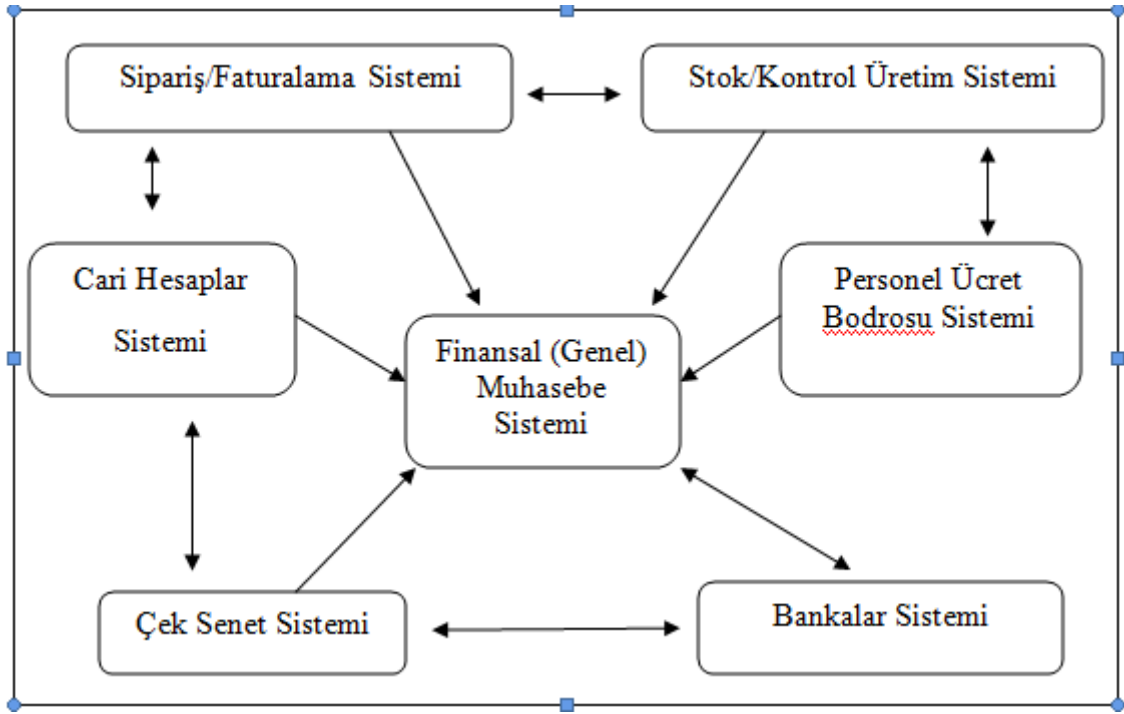 Sipariş/Faturalama Sistemi
Stok/Kontrol Üretim Sistemi
Cari Hesaplar
Sistemi
Personel Ücret
Bodrosu Sistemi
Finansal (Genel)
Muhasebe
Sistemi
Çek Senet Sistemi
Bankalar Sistemi